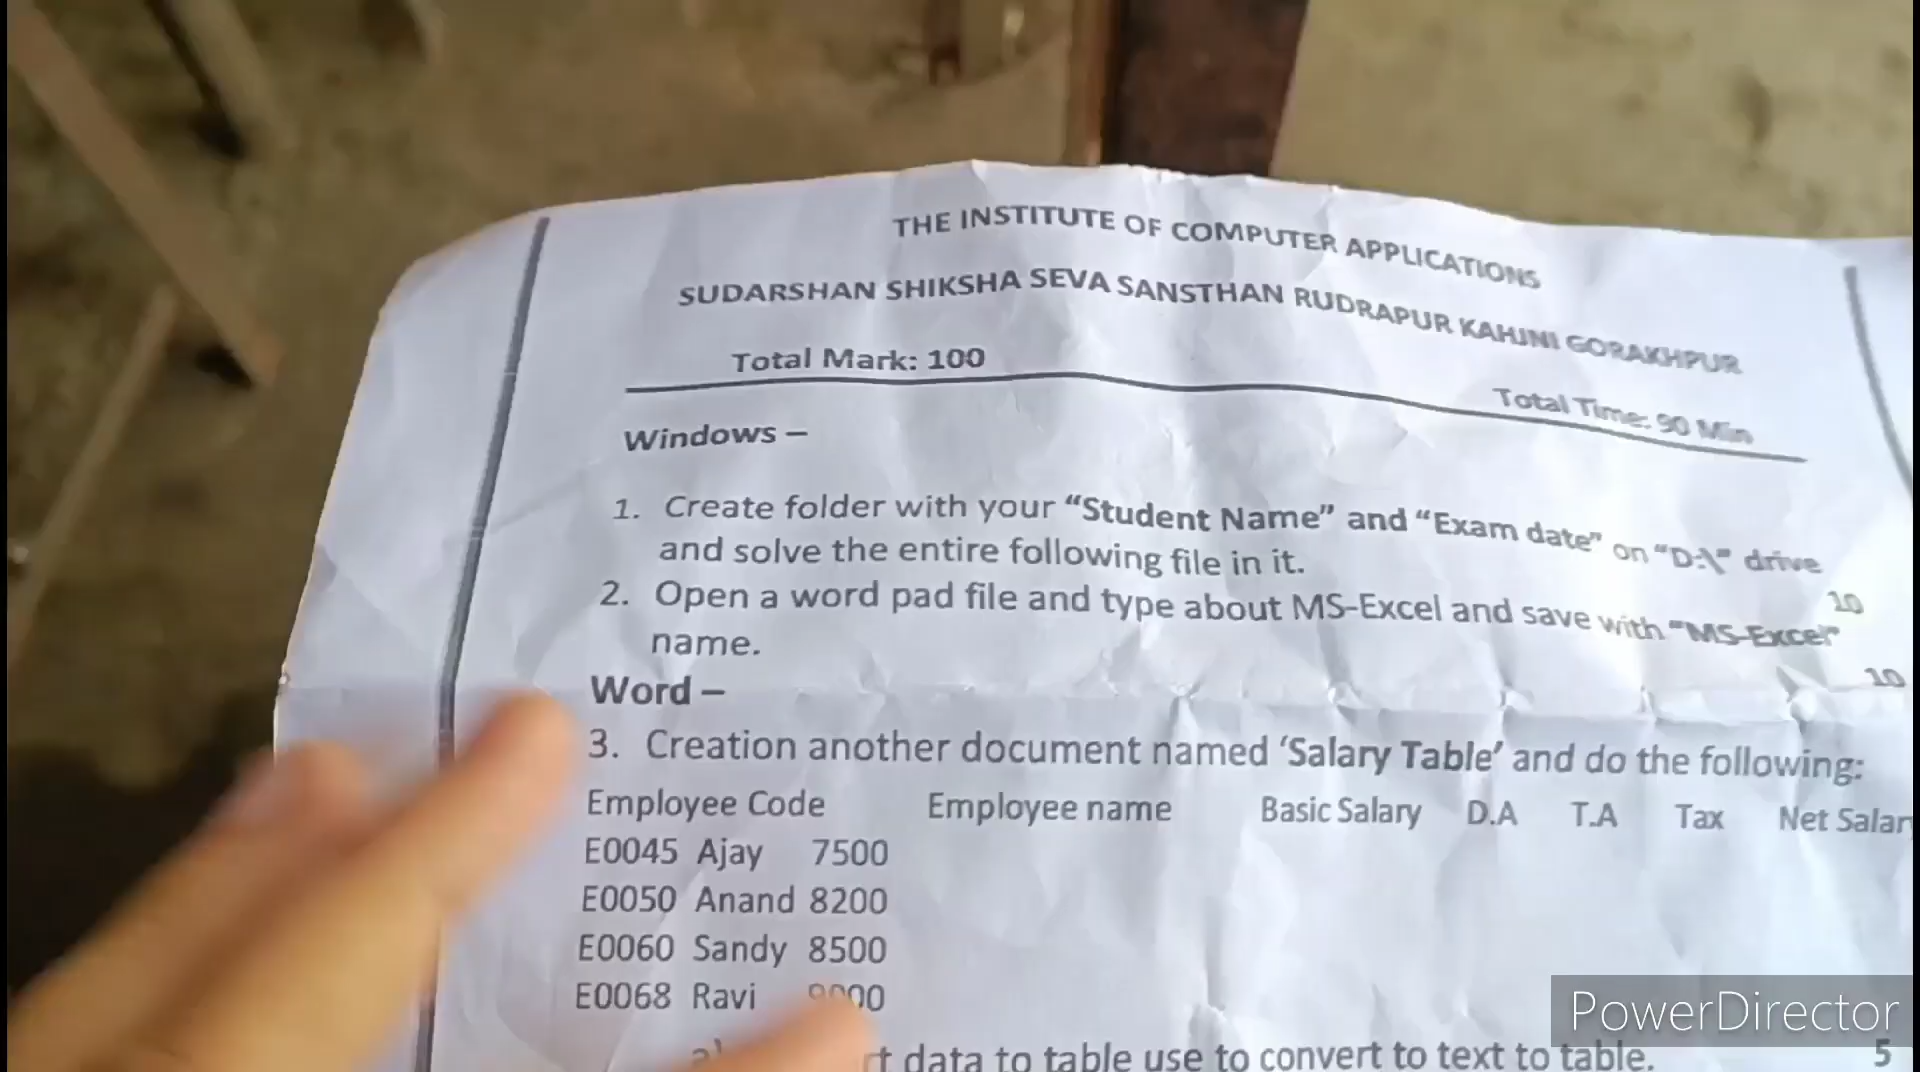 THE INSTITUTE OF COMPUTER APPLICATIONS
SUDARSHAN SHIKSHA SEVA SANSTHAN RUDRAPUR KAHJNI GORAKHPUR
Total Mark: 100
Total Time: 90 Min
Windows –
1. Create folder with your “Student Name” and “Exam date” on “D:\” drive
and solve the entire following file in it. 10
2. Open a word pad file and type about MS-Excel and save with “MS-Excel”
name. 10
Word –
3. Creation another document named ‘Salary Table’ and do the following:
Employee Code Employee name Basic Salary D.A T.A Tax Net Salar
E0045 Ajay 7500
E0050 Anand 8200
E0060 Sandy 8500
E0068 Ravi
data to table use to convert to text to table. 5
PowerDirector